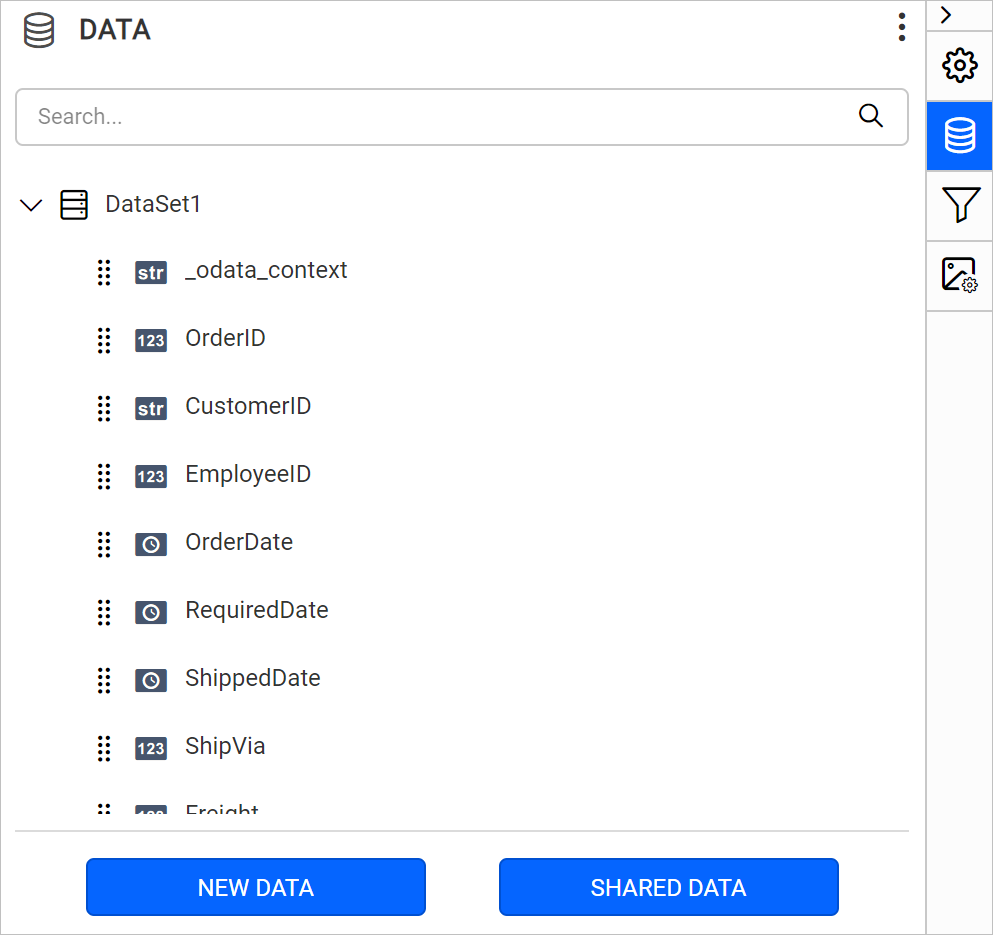 DATA
Search...
DataSet1
str _odata_context
123 OrderID
str CustomerID
123 EmployeeID
OrderDate
RequiredDate
ShippedDate
123 ShipVia
123 Freight
NEW DATA
SHARED DATA